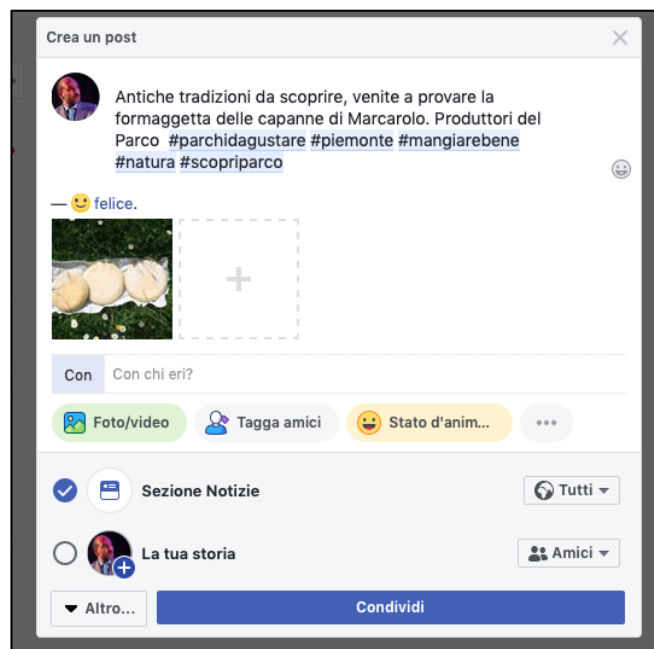 Crea un post
Antiche tradizioni da scoprire, venite a provare la
formaggetta delle capanne di Marcarolo. Produttori del
Parco #parchidagustare #piemonte #mangiarebene
#natura #scopriparco
— felice.
Con Con chi eri?
Foto/video Tagga amici Stato d'anim...
Sezione Notizie Tutti
La tua storia Amici
Altro... Condividi